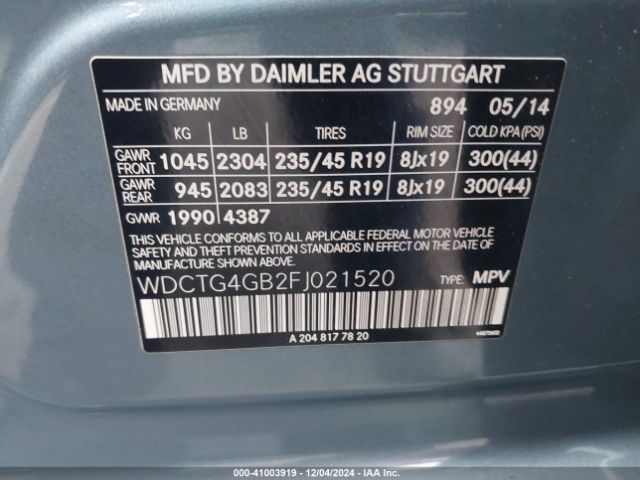 MFD BY DAIMLER AG STUTTGART
MADE IN GERMANY 894 05/14
KG LB TIRES RIM SIZE COLD KPA(PSI)
GAWR FRONT 1045 2304 235/45 R19 8Jx19 300(44)
GAWR REAR 945 2083 235/45 R19 8Jx19 300(44)
GVWR 1990 4387
THIS VEHICLE CONFORMS TO ALL APPLICABLE FEDERAL MOTOR VEHICLE
SAFETY AND THEFT PREVENTION STANDARDS IN EFFECT ON THE DATE
OF MANUFACTURE SHOWN ABOVE.
WDCTG4GB2FJ021520 TYPE: MPV
A 204 817 78 20
000-41003919 - 12/04/2024 - IAA Inc.